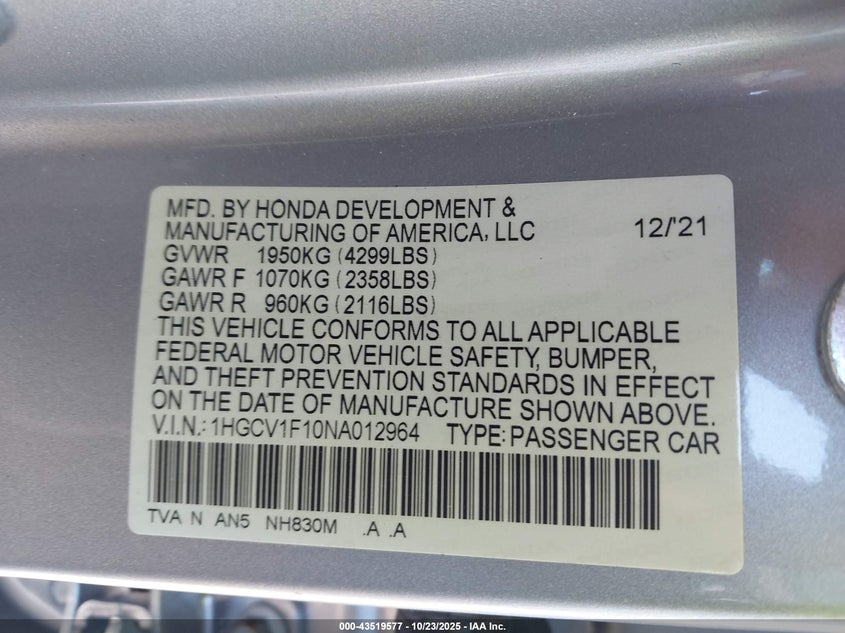 MFD. BY HONDA DEVELOPMENT &
MANUFACTURING OF AMERICA, LLC 12/'21
GVWR 1950KG (4299LBS)
GAWR F 1070KG (2358LBS)
GAWR R 960KG (2116LBS)
THIS VEHICLE CONFORMS TO ALL APPLICABLE
FEDERAL MOTOR VEHICLE SAFETY, BUMPER,
AND THEFT PREVENTION STANDARDS IN EFFECT
ON THE DATE OF MANUFACTURE SHOWN ABOVE.
V.I.N.: 1HGCV1F10NA012964 TYPE: PASSENGER CAR
TVA N AN5 NH830M .A .A
000-43519577 | 10/23/2025 | IAA Inc.